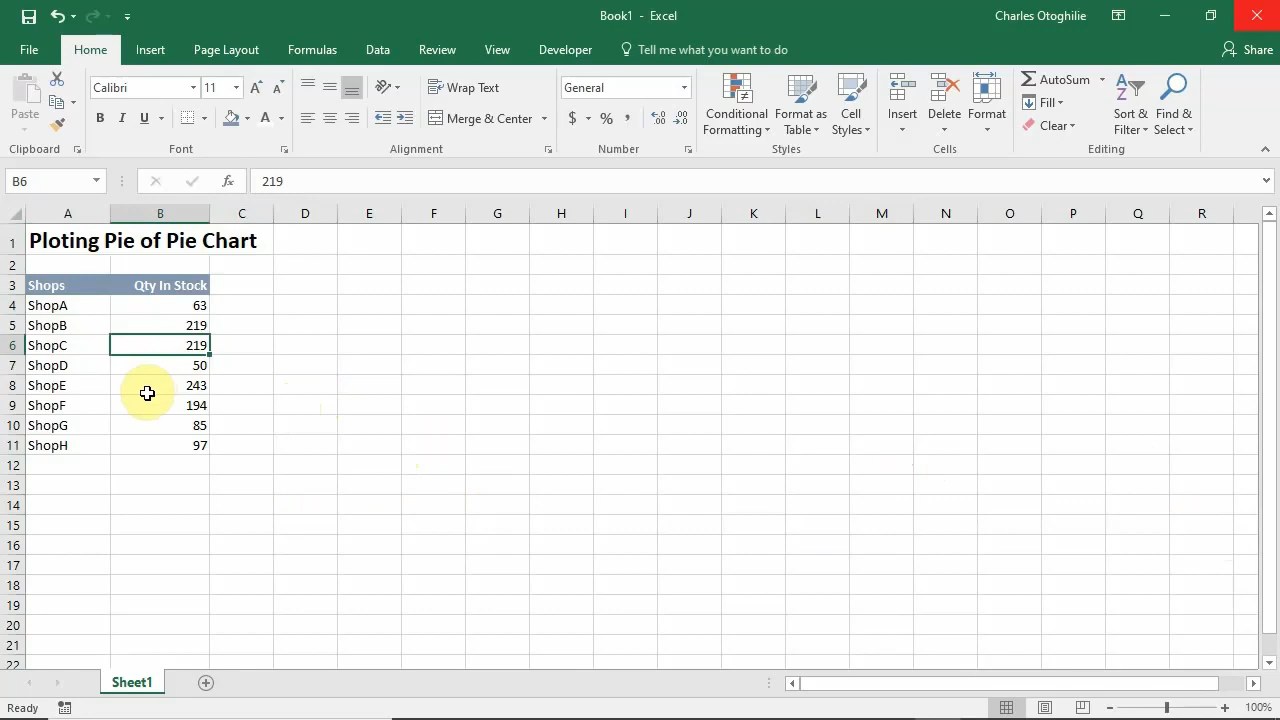 Book1 - Excel
Charles Otoghilie
File Home Insert Page Layout Formulas Data Review View Developer Tell me what you want to do Share
Paste
Clipboard
Calibri 11
B I U
Font
Wrap Text
Merge & Center
Alignment
General
$ % ,
Number
Conditional Formatting
Format as Table
Cell Styles
Styles
Insert Delete Format
Cells
AutoSum
Fill
Clear
Sort & Filter
Find & Select
Editing
B6 fx 219
A B C D E F G H I J K L M N O P Q R
1 Ploting Pie of Pie Chart
2
3 Shops Qty In Stock
4 ShopA 63
5 ShopB 219
6 ShopC 219
7 ShopD 50
8 ShopE 243
9 ShopF 194
10 ShopG 85
11 ShopH 97
12
13
14
15
16
17
18
19
20
21
22
Sheet1
Ready 100%